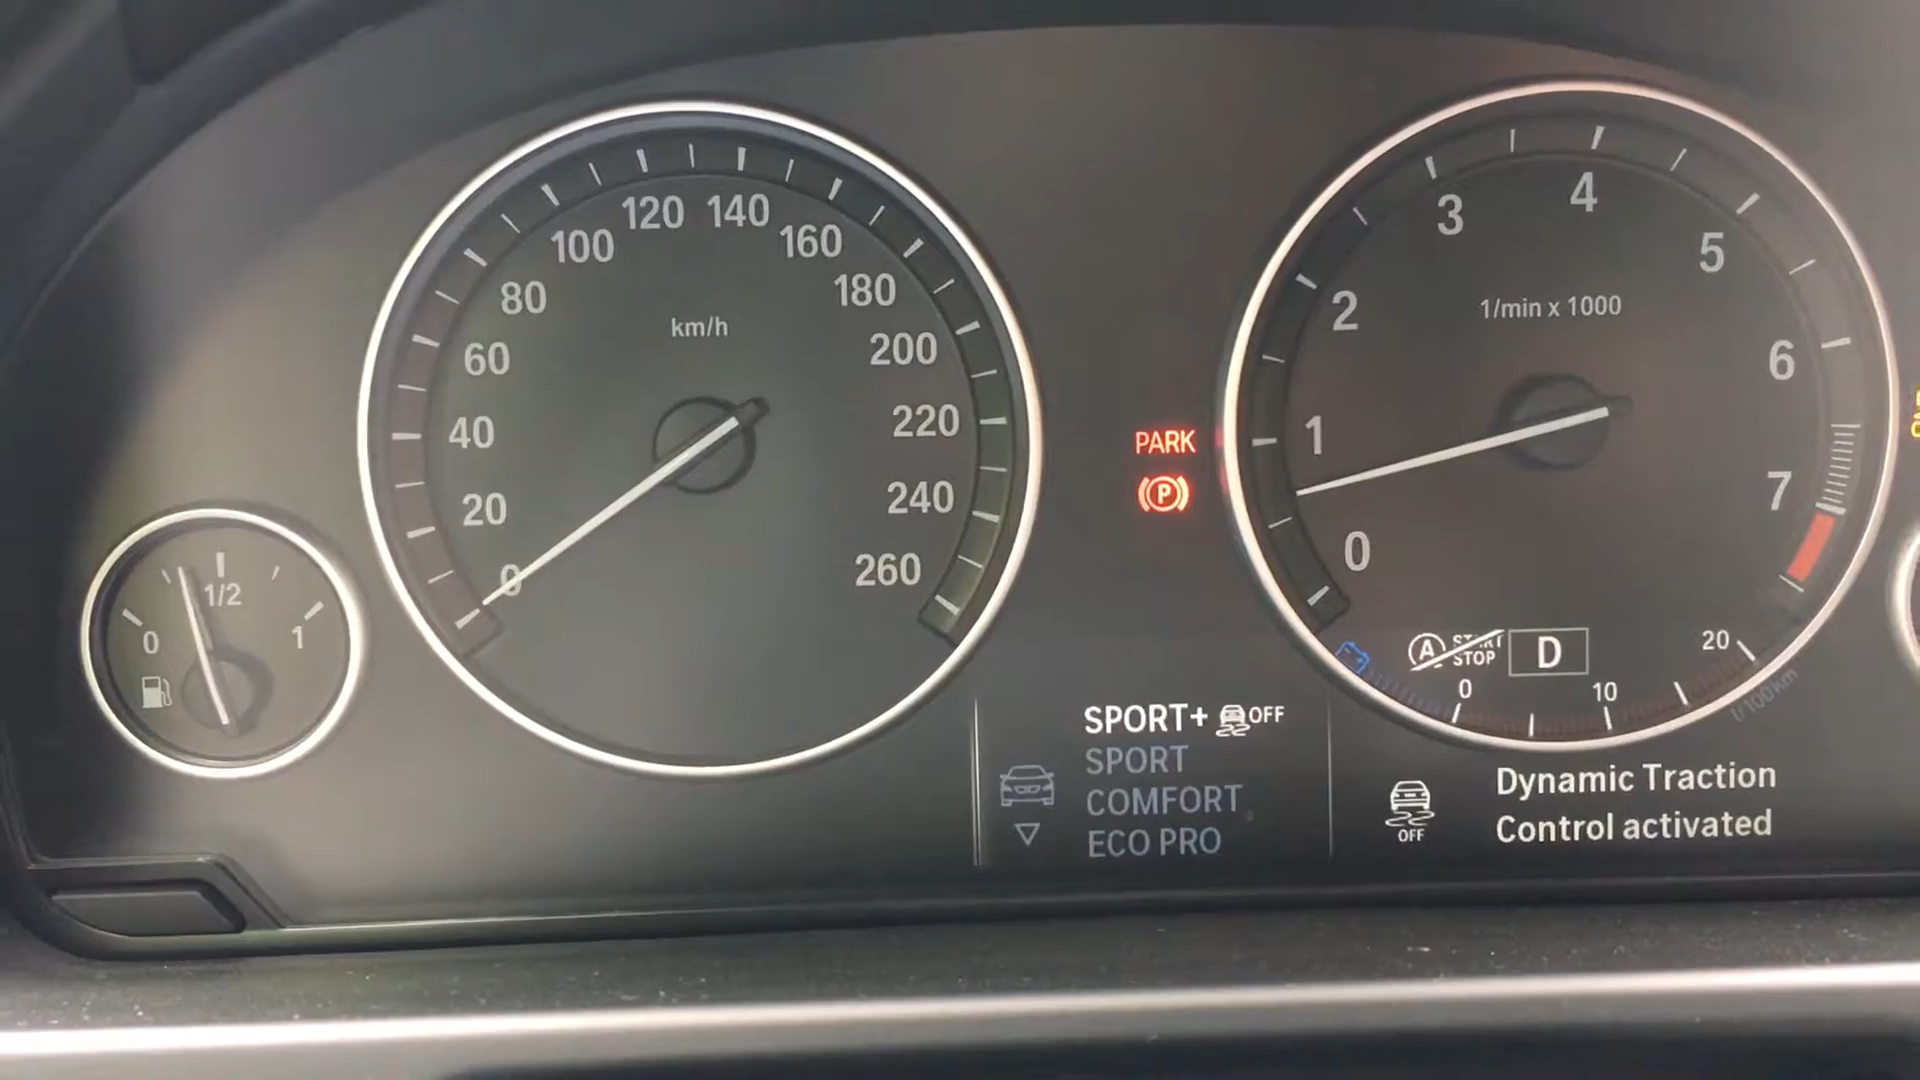 0
1/2
1
0
20
40
60
80
100
120
140
160
180
200
220
240
260
km/h
PARK
P
0
1
2
3
4
5
6
7
1/min x 1000
A START
STOP
D
0
10
20
l/100km
SPORT+ OFF
SPORT
COMFORT
ECO PRO
OFF
Dynamic Traction
Control activated